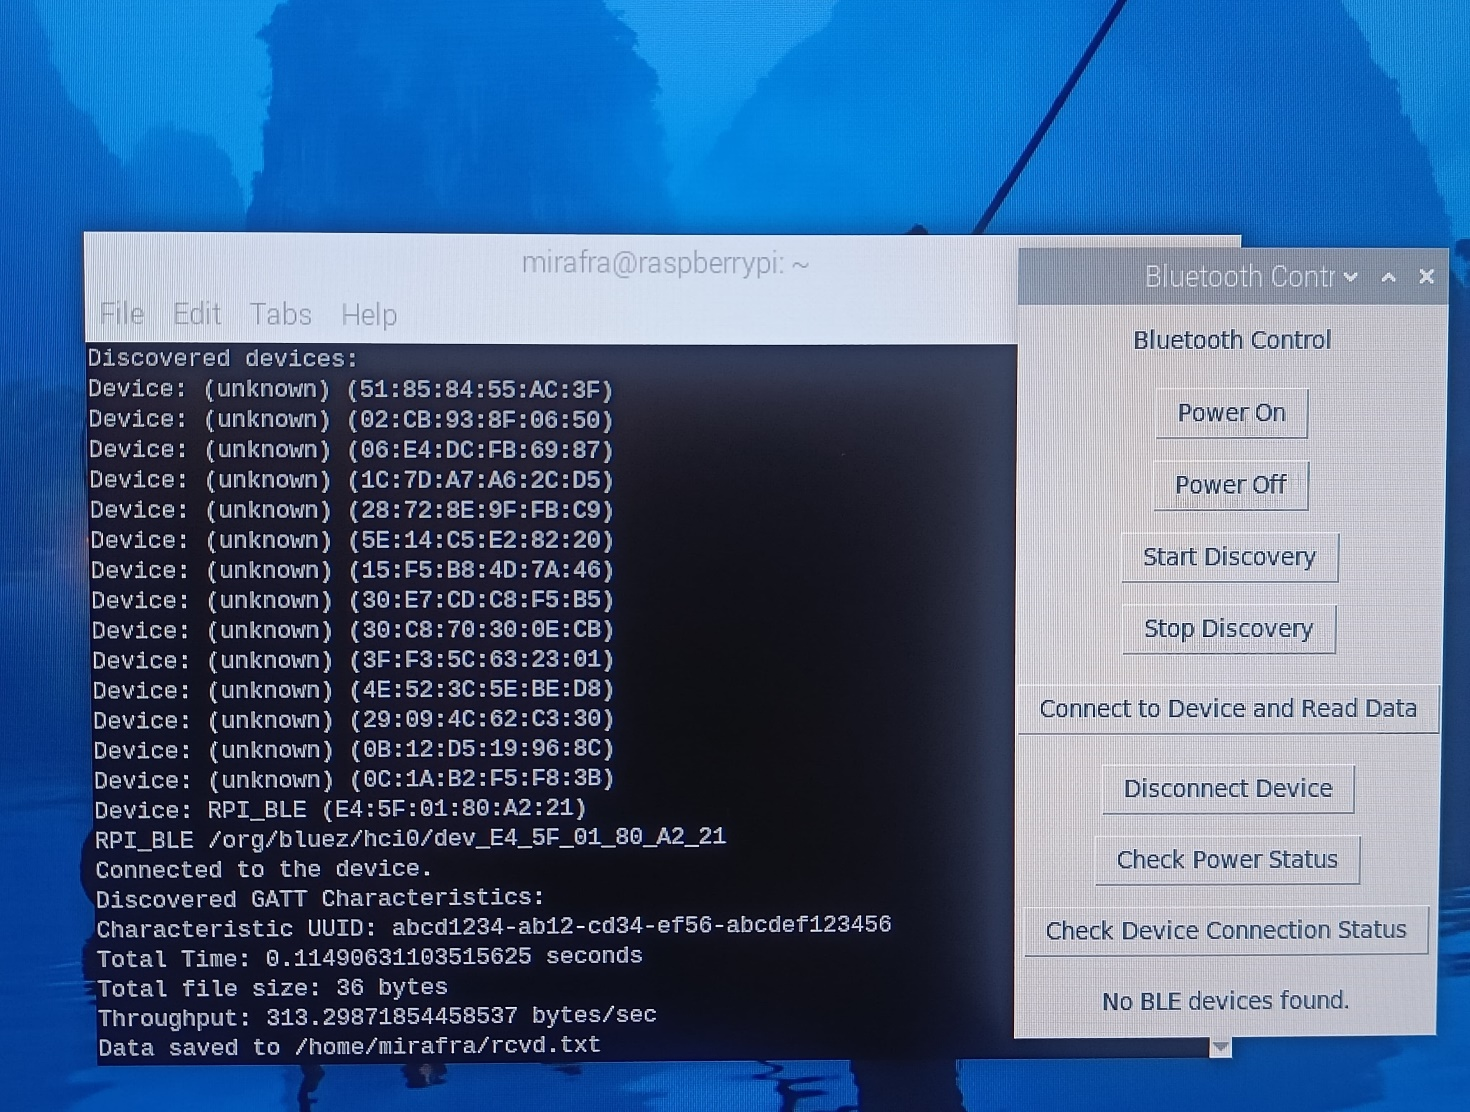 mirafra@raspberrypi: ~
File Edit Tabs Help
Discovered devices:
Device: (unknown) (51:85:84:55:AC:3F)
Device: (unknown) (02:CB:93:8F:06:50)
Device: (unknown) (06:E4:DC:FB:69:87)
Device: (unknown) (1C:7D:A7:A6:2C:D5)
Device: (unknown) (28:72:8E:9F:FB:C9)
Device: (unknown) (5E:14:C5:E2:82:20)
Device: (unknown) (15:F5:B8:4D:7A:46)
Device: (unknown) (30:E7:CD:C8:F5:B5)
Device: (unknown) (30:C8:70:30:0E:CB)
Device: (unknown) (3F:F3:5C:63:23:01)
Device: (unknown) (4E:52:3C:5E:BE:D8)
Device: (unknown) (29:09:4C:62:C3:30)
Device: (unknown) (0B:12:D5:19:96:8C)
Device: (unknown) (0C:1A:B2:F5:F8:3B)
Device: RPI_BLE (E4:5F:01:80:A2:21)
RPI_BLE /org/bluez/hci0/dev_E4_5F_01_80_A2_21
Connected to the device.
Discovered GATT Characteristics:
Characteristic UUID: abcd1234-ab12-cd34-ef56-abcdef123456
Total Time: 0.11490631103515625 seconds
Total file size: 36 bytes
Throughput: 313.29871854458537 bytes/sec
Data saved to /home/mirafra/rcvd.txt
Bluetooth Contr
Bluetooth Control
Power On
Power Off
Start Discovery
Stop Discovery
Connect to Device and Read Data
Disconnect Device
Check Power Status
Check Device Connection Status
No BLE devices found.